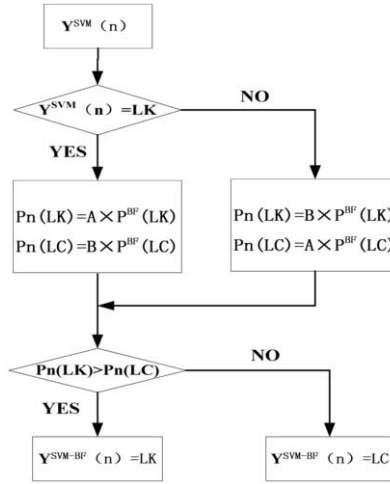 Y^SVM (n)
Y^SVM (n) =LK
NO
YES
Pn(LK)=A×P^BF(LK)
Pn(LC)=B×P^BF(LC)
Pn(LK)=B×P^BF(LK)
Pn(LC)=A×P^BF(LC)
Pn(LK)>Pn(LC)
NO
YES
Y^SVM-BF (n)=LK
Y^SVM-BF (n)=LC